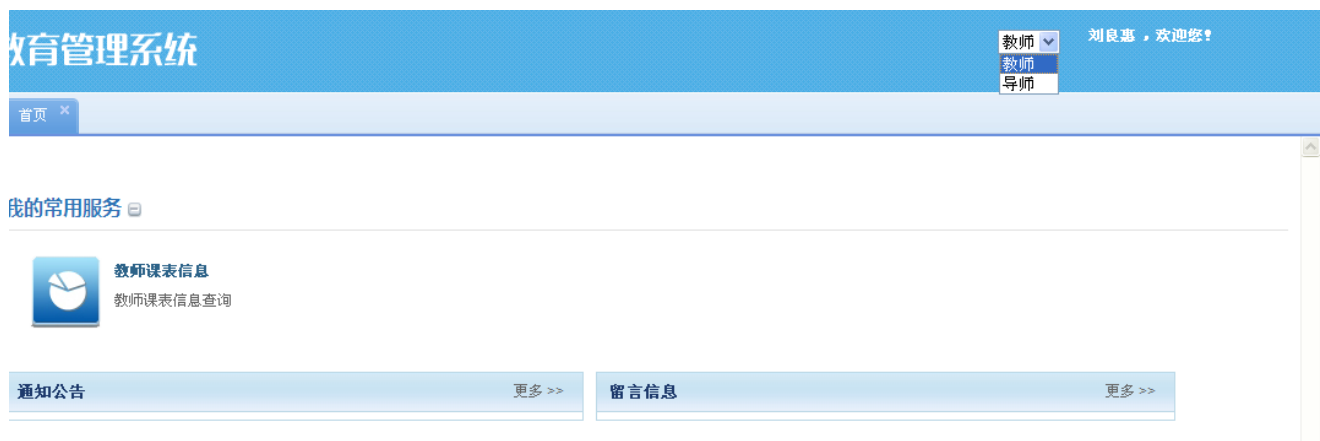 教育管理系统
教师
刘良惠，欢迎您！
教师
导师
首页
我的常用服务
教师课表信息
教师课表信息查询
通知公告 更多 >>
留言信息 更多 >>